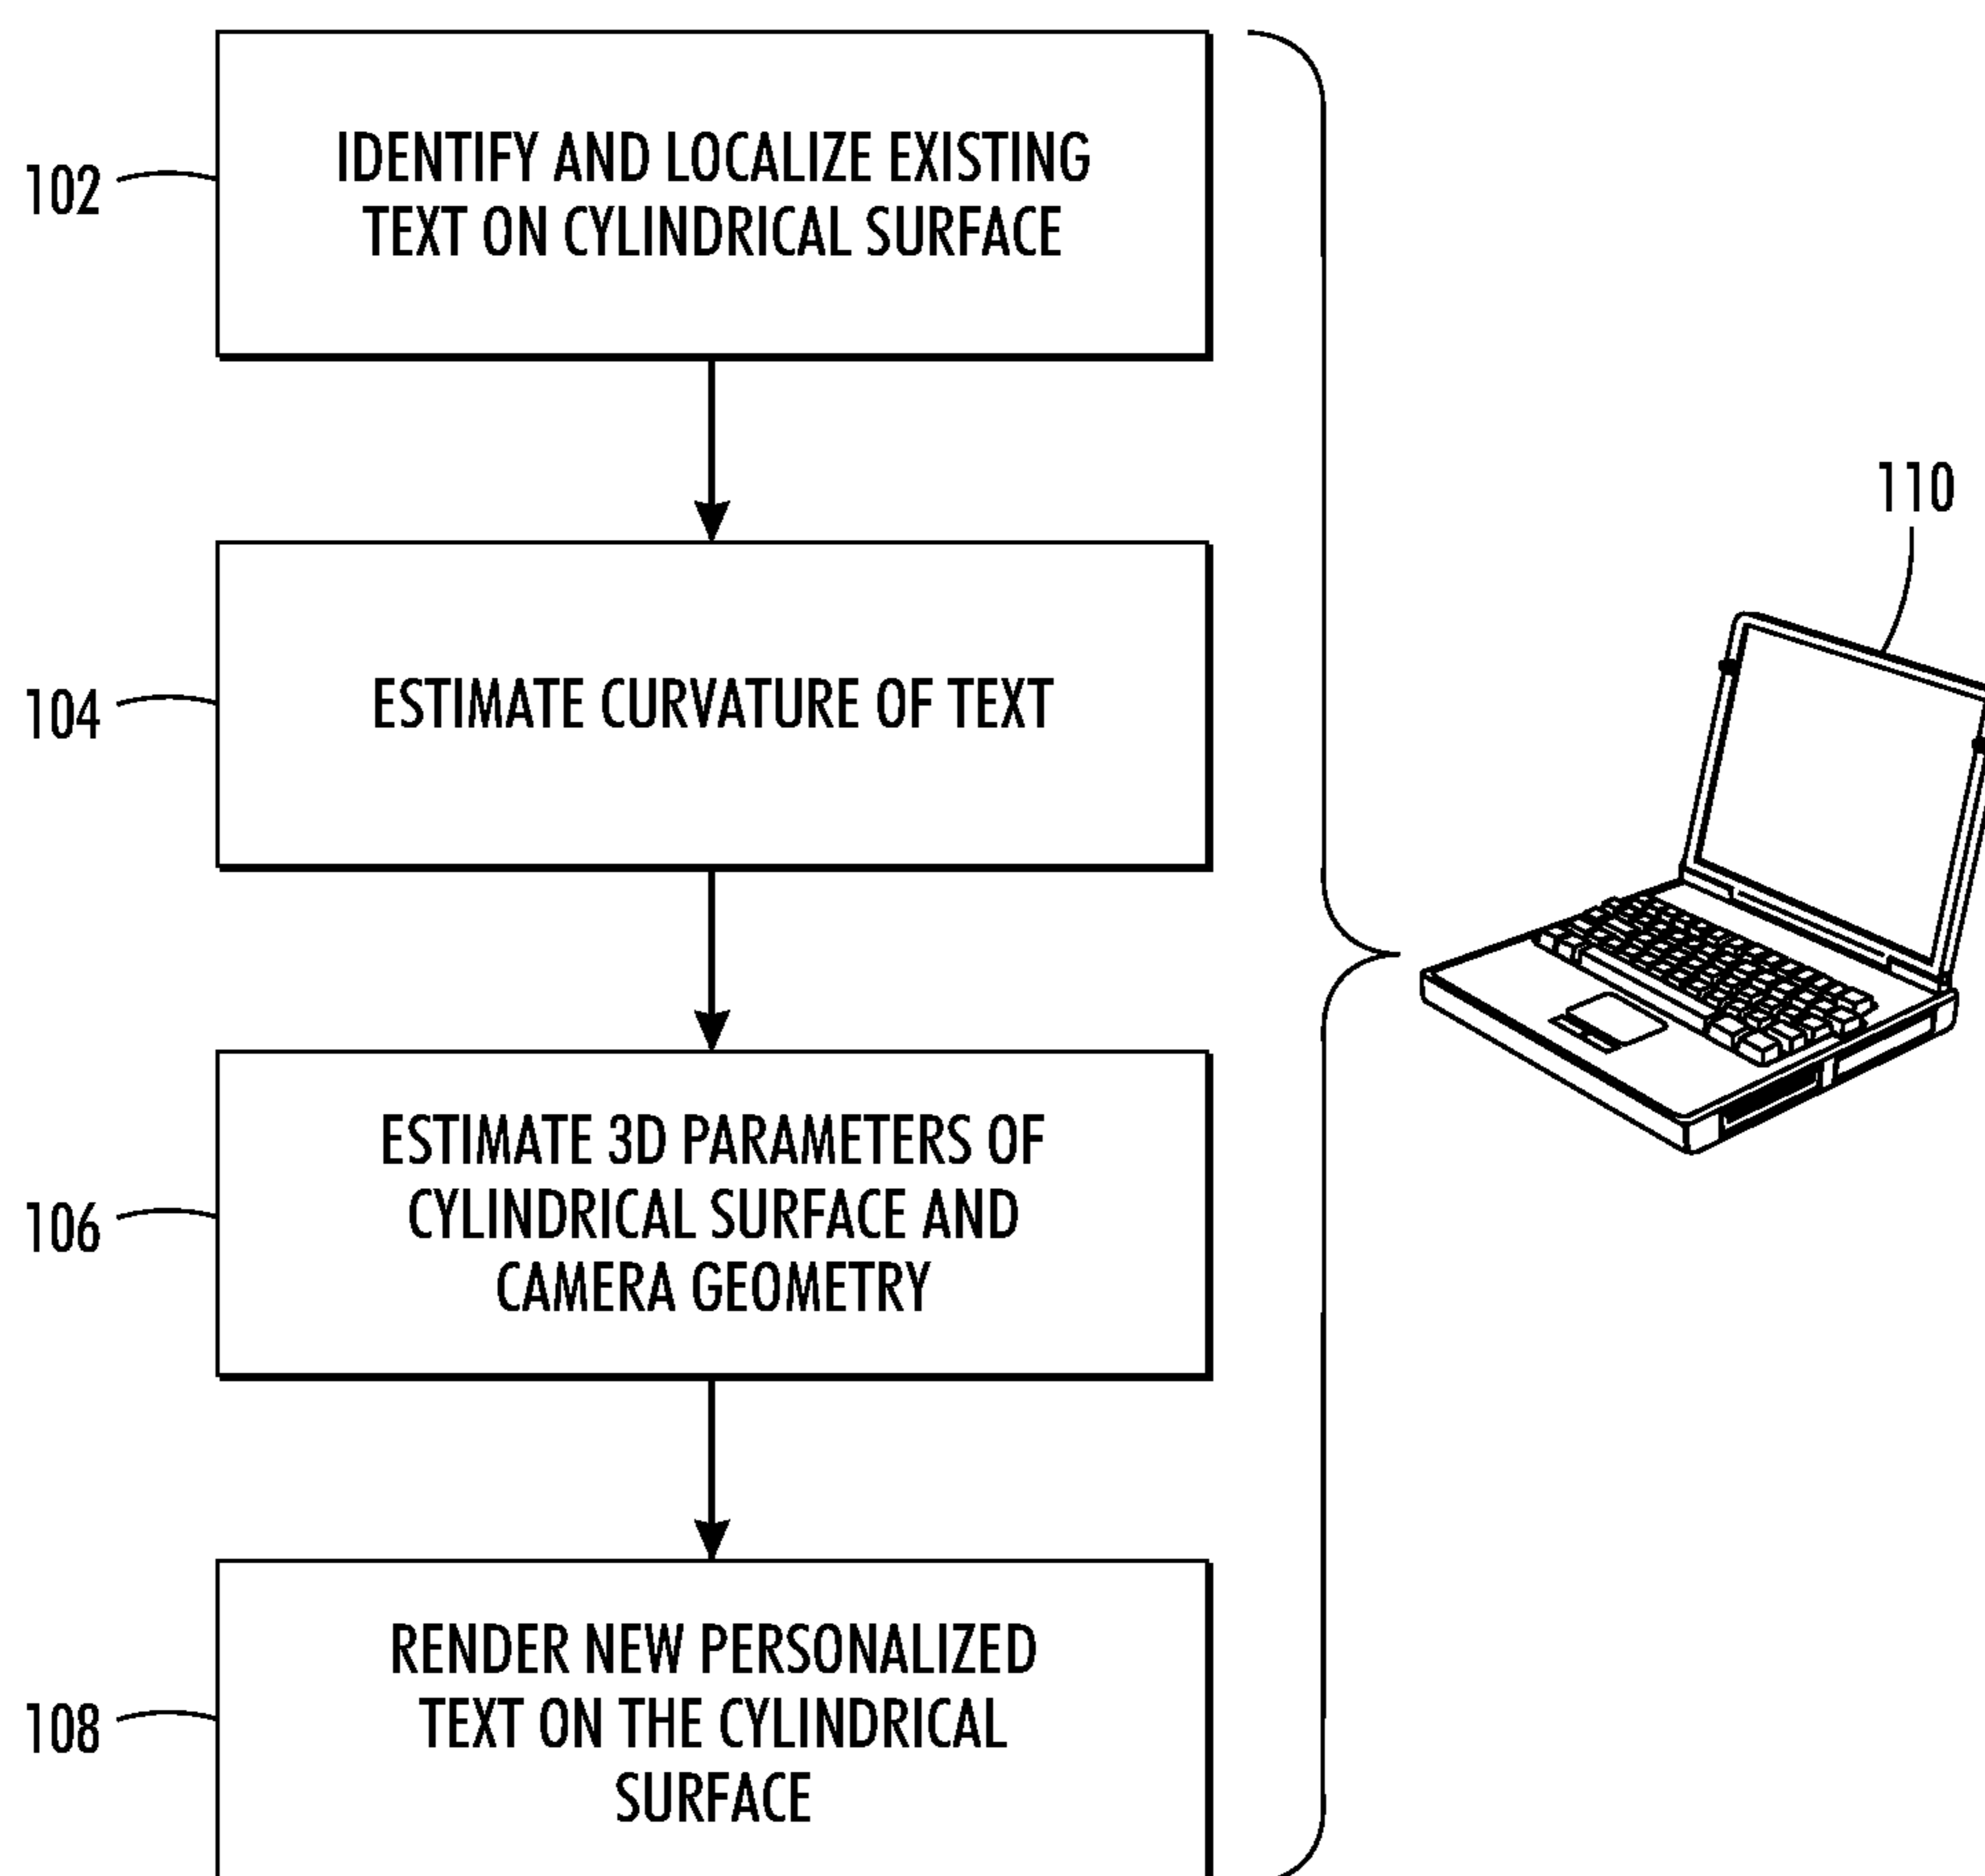 102
IDENTIFY AND LOCALIZE EXISTING
TEXT ON CYLINDRICAL SURFACE
110
104
ESTIMATE CURVATURE OF TEXT
106
ESTIMATE 3D PARAMETERS OF
CYLINDRICAL SURFACE AND
CAMERA GEOMETRY
108
RENDER NEW PERSONALIZED
TEXT ON THE CYLINDRICAL
SURFACE